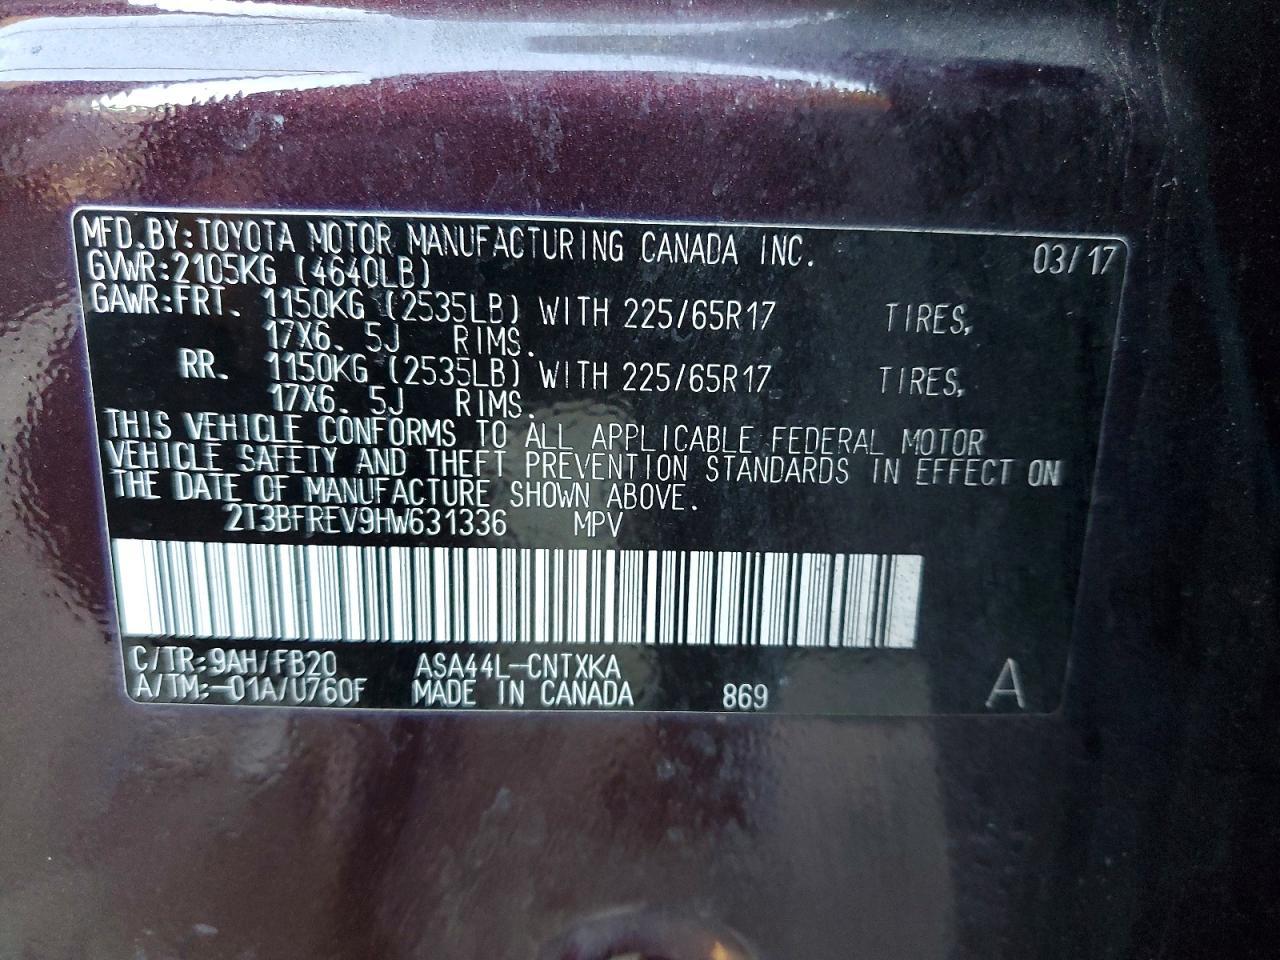 MFD.BY:TOYOTA MOTOR MANUFACTURING CANADA INC. 03/17
GVWR:2105KG (4640LB)
GAWR:FRT. 1150KG (2535LB) WITH 225/65R17 TIRES,
17X6.5J RIMS.
RR. 1150KG (2535LB) WITH 225/65R17 TIRES,
17X6.5J RIMS.
THIS VEHICLE CONFORMS TO ALL APPLICABLE FEDERAL MOTOR
VEHICLE SAFETY AND THEFT PREVENTION STANDARDS IN EFFECT ON
THE DATE OF MANUFACTURE SHOWN ABOVE.
2T3BFREV9HW631336 MPV
C/TR:9AH/FB20 ASA44L-CNTXKA
A/TM:-01A/U760F MADE IN CANADA 869 A